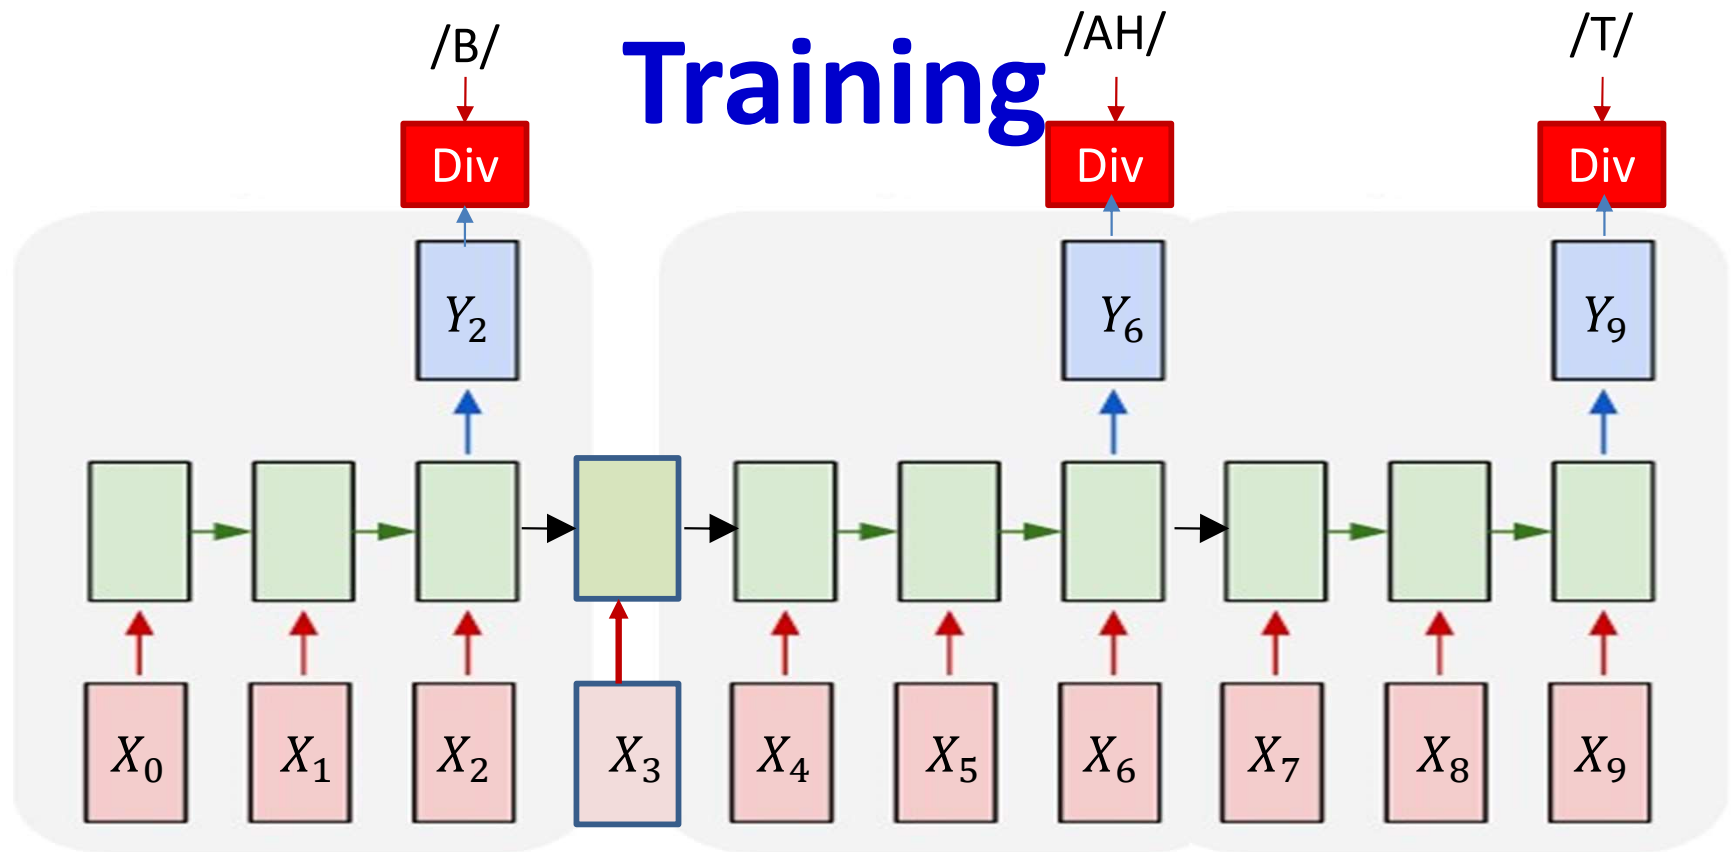 /B/ Training /AH/ /T/
Div Div Div
Y₂ Y₆ Y₉
X₀ X₁ X₂ X₃ X₄ X₅ X₆ X₇ X₈ X₉